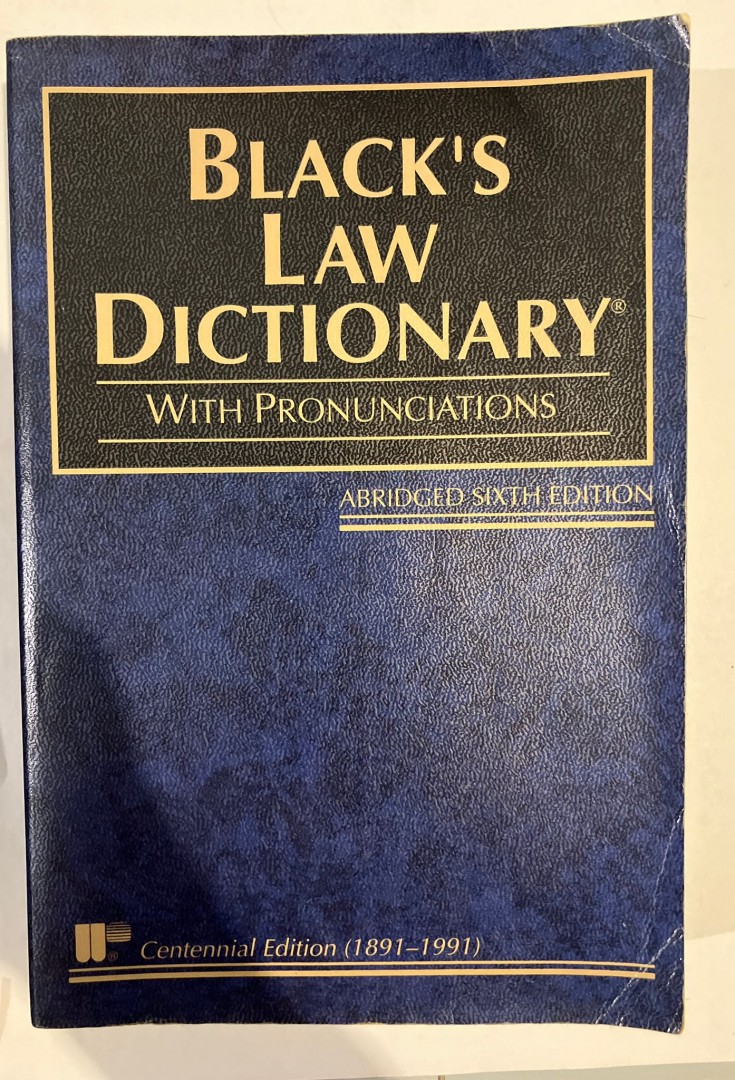 BLACK'S
LAW
DICTIONARY®
WITH PRONUNCIATIONS
ABRIDGED SIXTH EDITION
W® Centennial Edition (1891–1991)